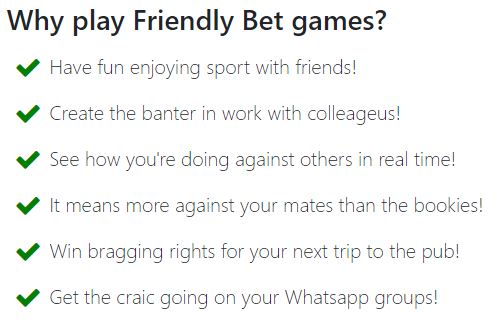 Why play Friendly Bet games?
Have fun enjoying sport with friends!
Create the banter in work with colleageus!
See how you're doing against others in real time!
It means more against your mates than the bookies!
Win bragging rights for your next trip to the pub!
Get the craic going on your Whatsapp groups!